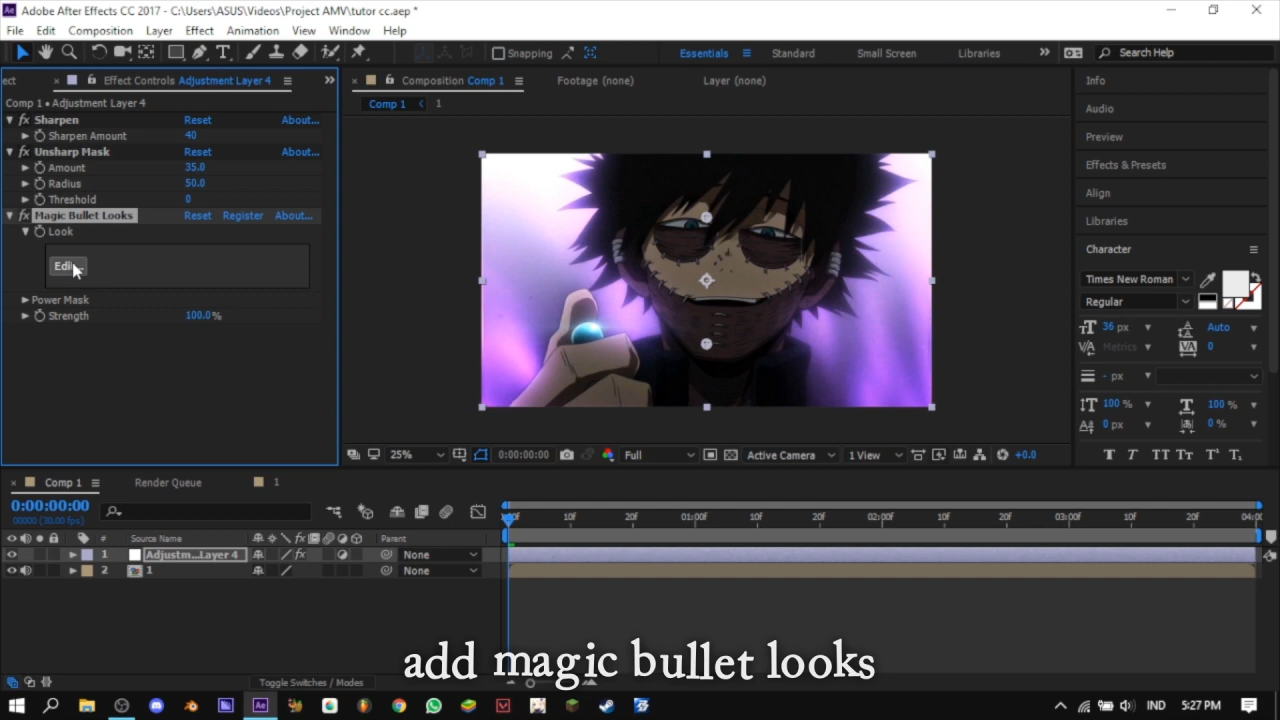 Adobe After Effects CC 2017 - C:\Users\ASUS\Videos\Project AMV\tutor cc.aep *
File Edit Composition Layer Effect Animation View Window Help
Snapping Essentials Standard Small Screen Libraries Search Help
ect Effect Controls Adjustment Layer 4
Comp 1 • Adjustment Layer 4
fx Sharpen Reset About...
Sharpen Amount 40
fx Unsharp Mask Reset About...
Amount 35.0
Radius 50.0
Threshold 0
fx Magic Bullet Looks Reset Register About...
Look
Power Mask
Strength 100.0%
Composition Comp 1 Footage (none) Layer (none)
Comp 1 1
25% 0:00:00:00 Full Active Camera 1 View +0.0
Info
Audio
Preview
Effects & Presets
Align
Libraries
Character
Times New Roman
Regular
36 px Auto
Metrics 0
- px
100 % 100 %
0 px 0 %
Comp 1 Render Queue 1
0:00:00:00
00000 (30.00 fps)
10f 20f 01:00f 10f 20f 02:00f 10f 20f 03:00f 10f 20f 04:0
# Source Name Parent
1 Adjustm...Layer 4 None
2 1 None
add magic bullet looks
Toggle Switches / Modes
IND 5:27 PM